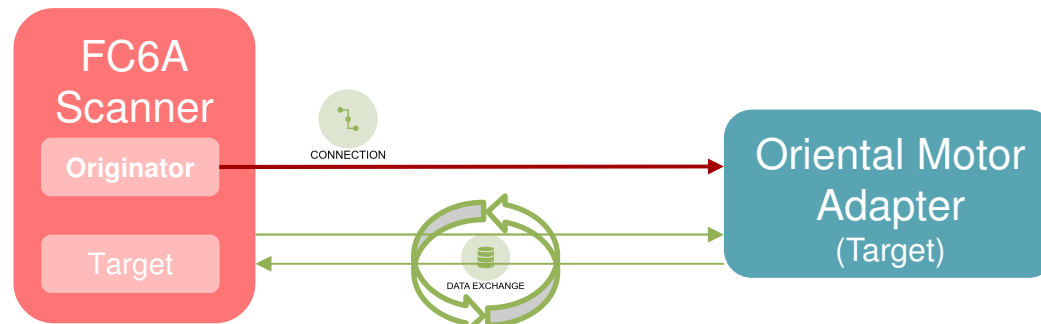 FC6A
Scanner
Originator
Target
CONNECTION
DATA EXCHANGE
Oriental Motor
Adapter
(Target)